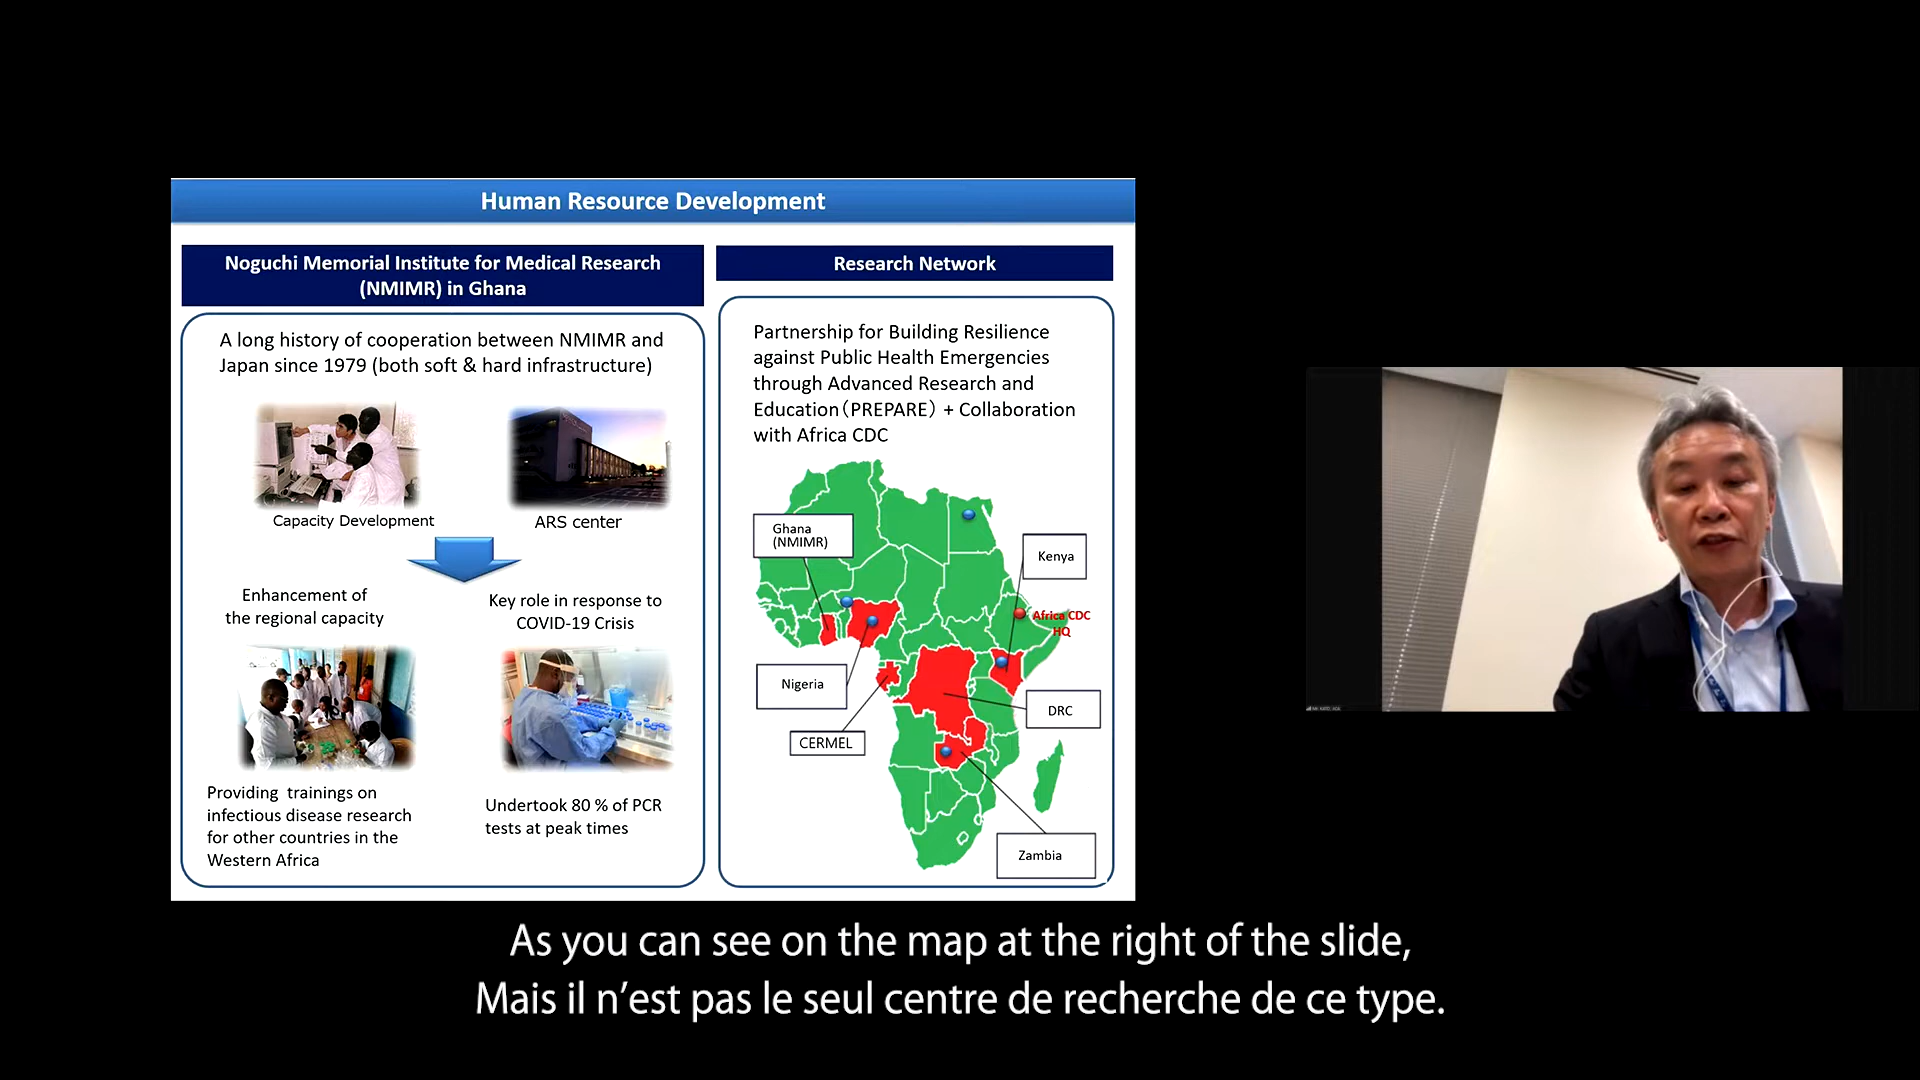 Human Resource Development
Noguchi Memorial Institute for Medical Research
(NMIMR) in Ghana
A long history of cooperation between NMIMR and
Japan since 1979 (both soft & hard infrastructure)
Capacity Development
ARS center
Enhancement of
the regional capacity
Key role in response to
COVID-19 Crisis
Providing trainings on
infectious disease research
for other countries in the
Western Africa
Undertook 80 % of PCR
tests at peak times
Research Network
Partnership for Building Resilience
against Public Health Emergencies
through Advanced Research and
Education（PREPARE）+ Collaboration
with Africa CDC
Ghana
(NMIMR)
Kenya
Africa CDC
HQ
Nigeria
DRC
CERMEL
Zambia
As you can see on the map at the right of the slide,
Mais il n’est pas le seul centre de recherche de ce type.